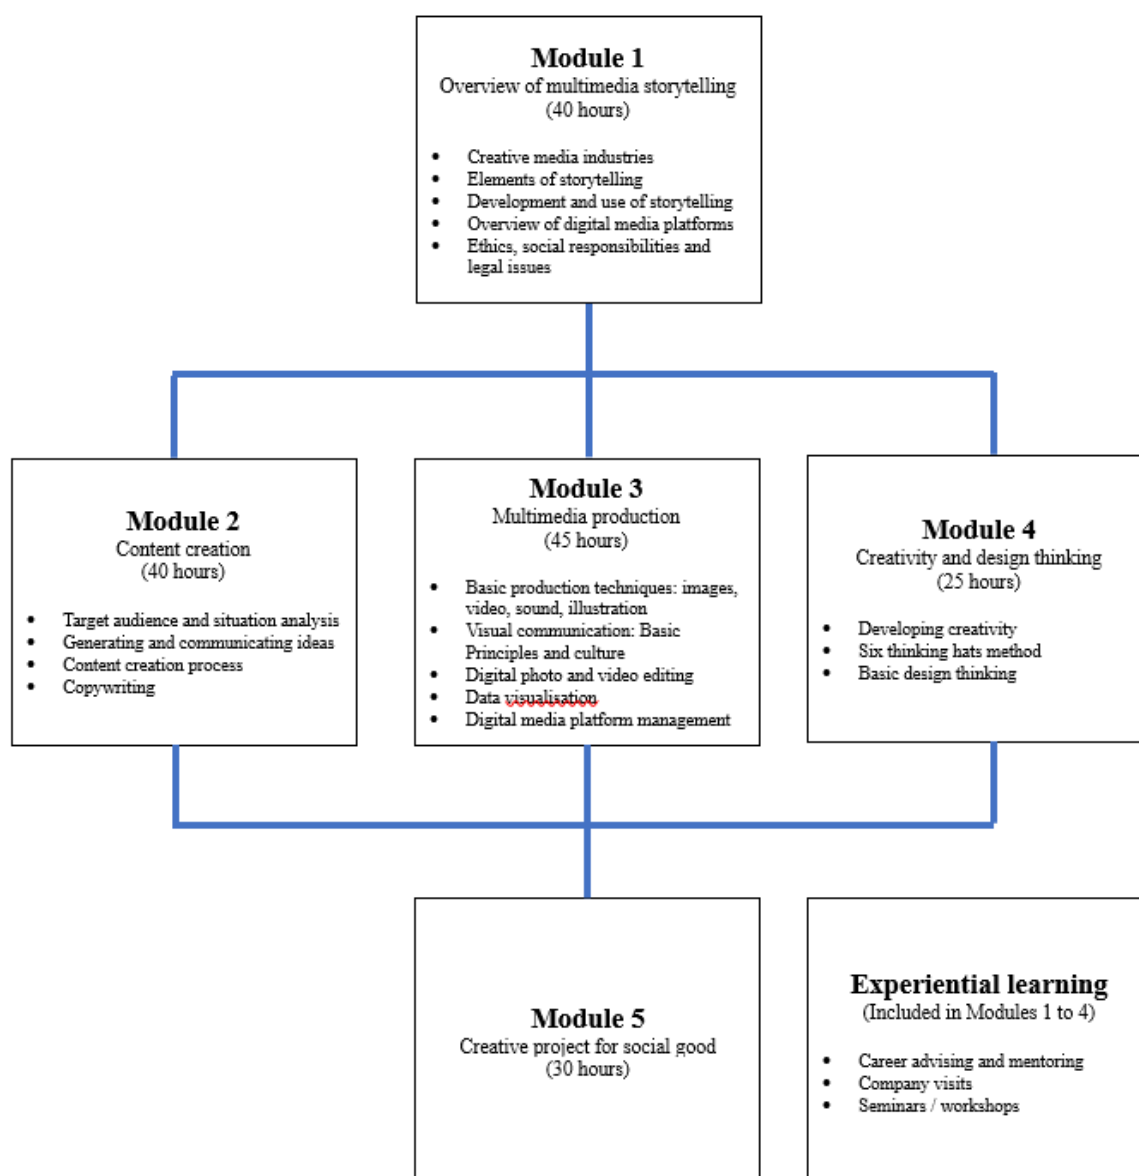 Module 1
Overview of multimedia storytelling
(40 hours)
• Creative media industries
• Elements of storytelling
• Development and use of storytelling
• Overview of digital media platforms
• Ethics, social responsibilities and
legal issues
Module 2
Content creation
(40 hours)
• Target audience and situation analysis
• Generating and communicating ideas
• Content creation process
• Copywriting
Module 3
Multimedia production
(45 hours)
• Basic production techniques: images,
video, sound, illustration
• Visual communication: Basic
Principles and culture
• Digital photo and video editing
• Data visualisation
• Digital media platform management
Module 4
Creativity and design thinking
(25 hours)
• Developing creativity
• Six thinking hats method
• Basic design thinking
Module 5
Creative project for social good
(30 hours)
Experiential learning
(Included in Modules 1 to 4)
• Career advising and mentoring
• Company visits
• Seminars / workshops